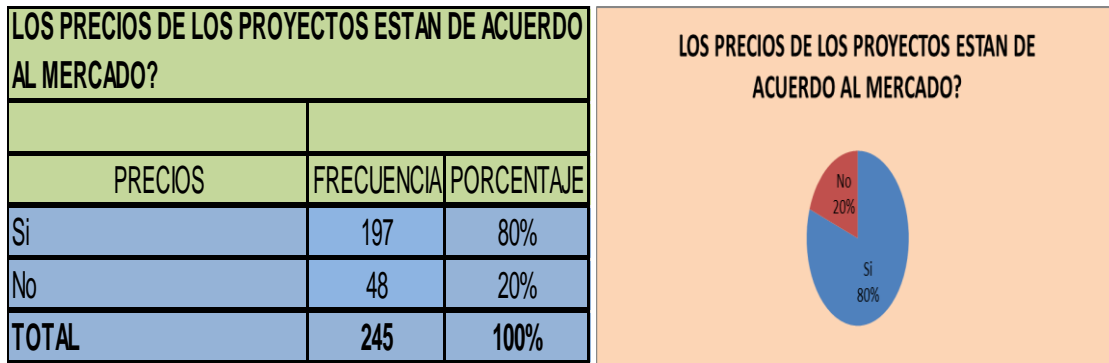 LOS PRECIOS DE LOS PROYECTOS ESTAN DE ACUERDO
AL MERCADO?
PRECIOS FRECUENCIA PORCENTAJE
Si 197 80%
No 48 20%
TOTAL 245 100%
LOS PRECIOS DE LOS PROYECTOS ESTAN DE
ACUERDO AL MERCADO?
No
20%
Si
80%